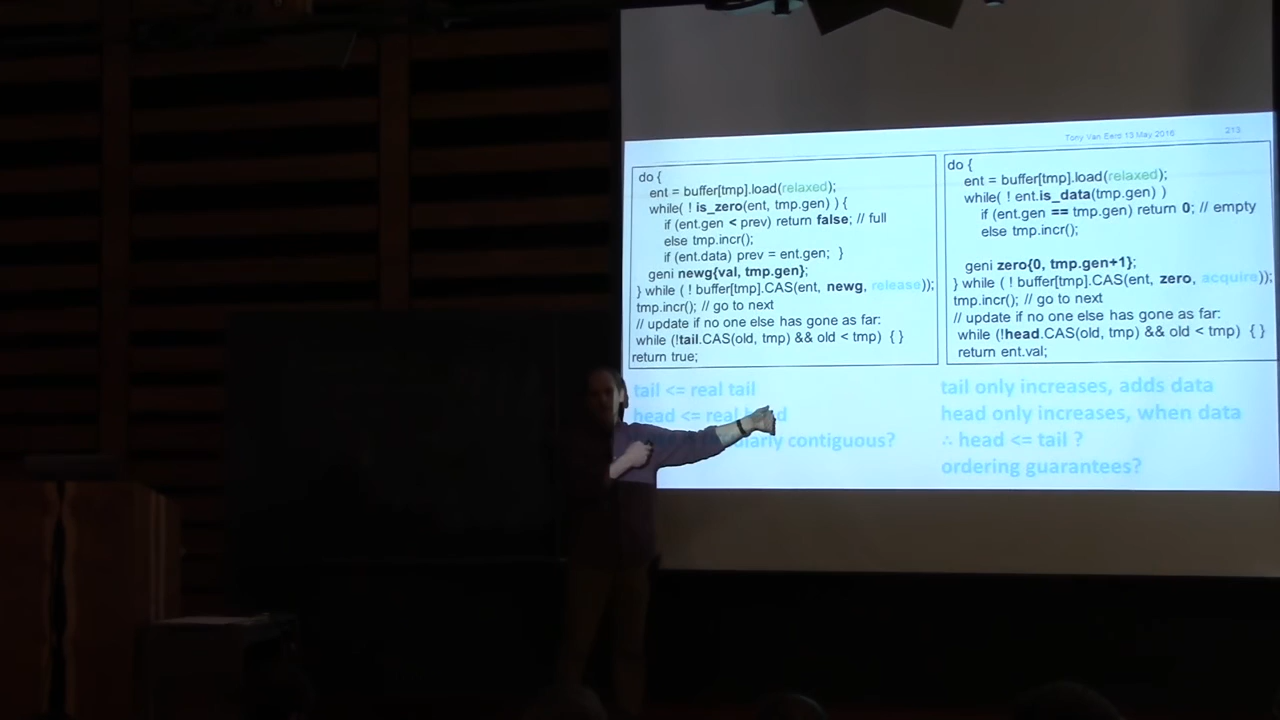 Tony Van Eerd 13 May 2016 213
do {
ent = buffer[tmp].load(relaxed);
while( ! is_zero(ent, tmp.gen) ) {
if (ent.gen < prev) return false; // full
else tmp.incr();
if (ent.data) prev = ent.gen; }
geni newg{val, tmp.gen};
} while ( ! buffer[tmp].CAS(ent, newg, release));
tmp.incr(); // go to next
// update if no one else has gone as far:
while (!tail.CAS(old, tmp) && old < tmp) { }
return true;
do {
ent = buffer[tmp].load(relaxed);
while( ! ent.is_data(tmp.gen) )
if (ent.gen == tmp.gen) return 0; // empty
else tmp.incr();
geni zero{0, tmp.gen+1};
} while ( ! buffer[tmp].CAS(ent, zero, acquire));
tmp.incr(); // go to next
// update if no one else has gone as far:
while (!head.CAS(old, tmp) && old < tmp) { }
return ent.val;
tail <= real tail
head <= real
contiguous?
tail only increases, adds data
head only increases, when data
∴ head <= tail ?
ordering guarantees?